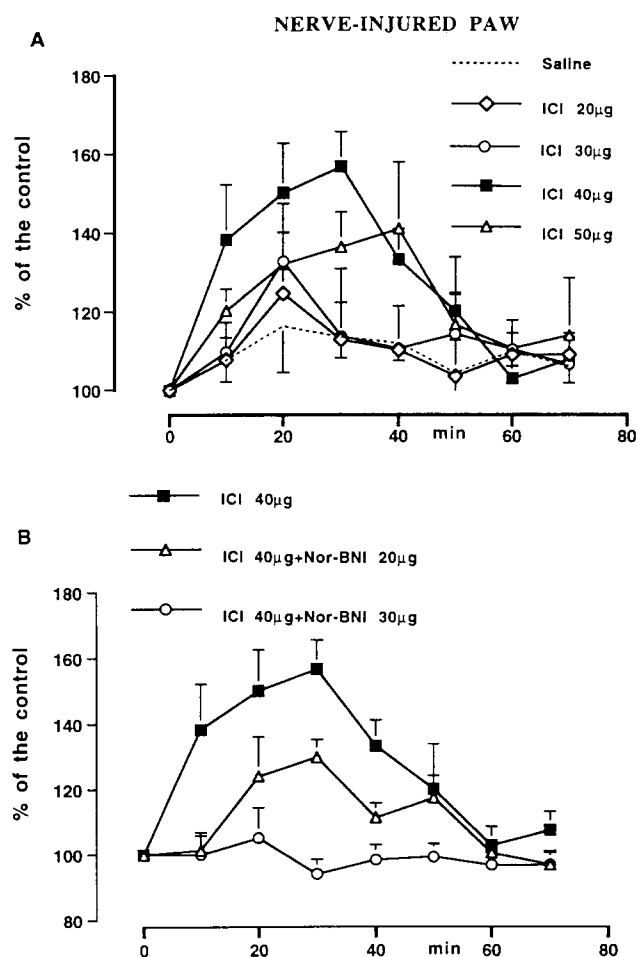 NERVE-INJURED PAW
A
Saline
ICI 20µg
ICI 30µg
ICI 40µg
ICI 50µg
% of the control
180
160
140
120
100
0 20 40 min 60 80
B
ICI 40µg
ICI 40µg+Nor-BNI 20µg
ICI 40µg+Nor-BNI 30µg
% of the control
180
160
140
120
100
80
0 20 40 min 60 80